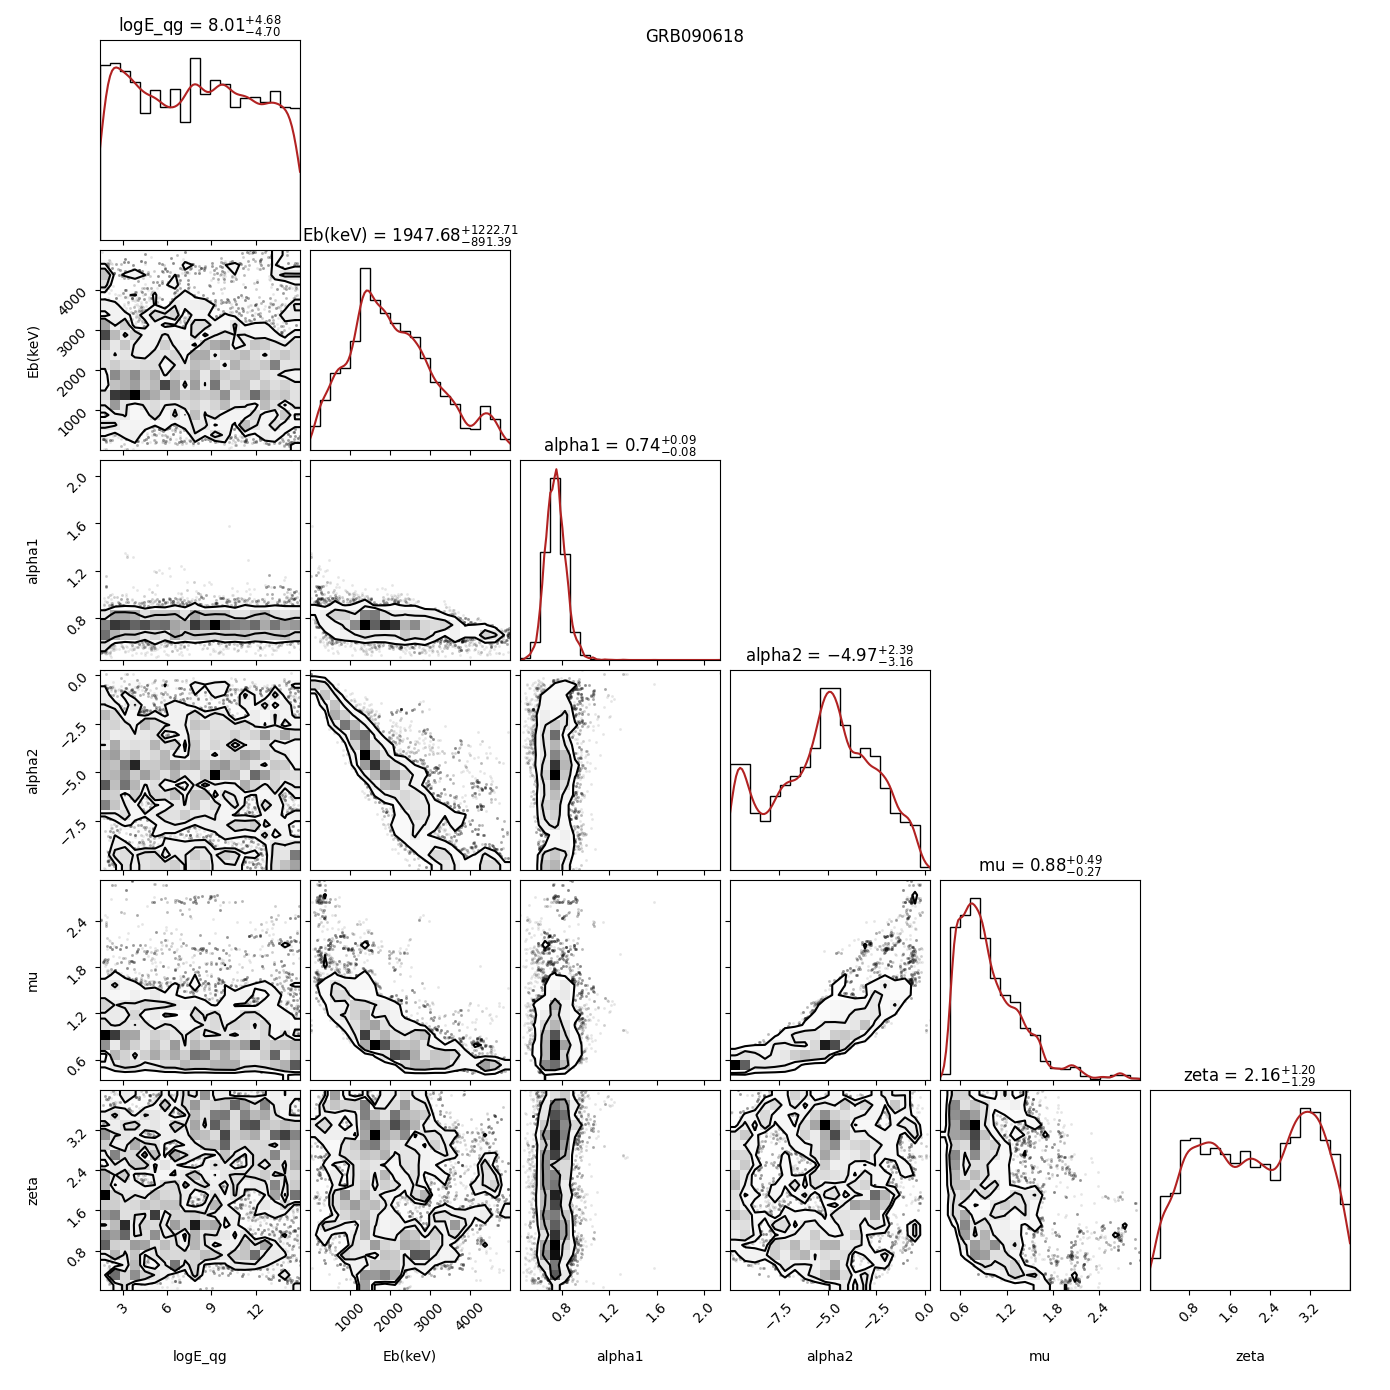 GRB090618
logE_qg = 8.01^{+4.68}_{-4.70}
Eb(keV) = 1947.68^{+1222.71}_{-891.39}
Eb(keV)
4000
3000
2000
1000
alpha1 = 0.74^{+0.09}_{-0.08}
alpha1
2.0
1.6
1.2
0.8
alpha2 = −4.97^{+2.39}_{-3.16}
alpha2
0.0
−2.5
−5.0
−7.5
mu = 0.88^{+0.49}_{-0.27}
mu
2.4
1.8
1.2
0.6
zeta = 2.16^{+1.20}_{-1.29}
zeta
3.2
2.4
1.6
0.8
3 6 9 12
1000 2000 3000 4000
0.8 1.2 1.6 2.0
−7.5 −5.0 −2.5 0.0
0.6 1.2 1.8 2.4
0.8 1.6 2.4 3.2
logE_qg Eb(keV) alpha1 alpha2 mu zeta